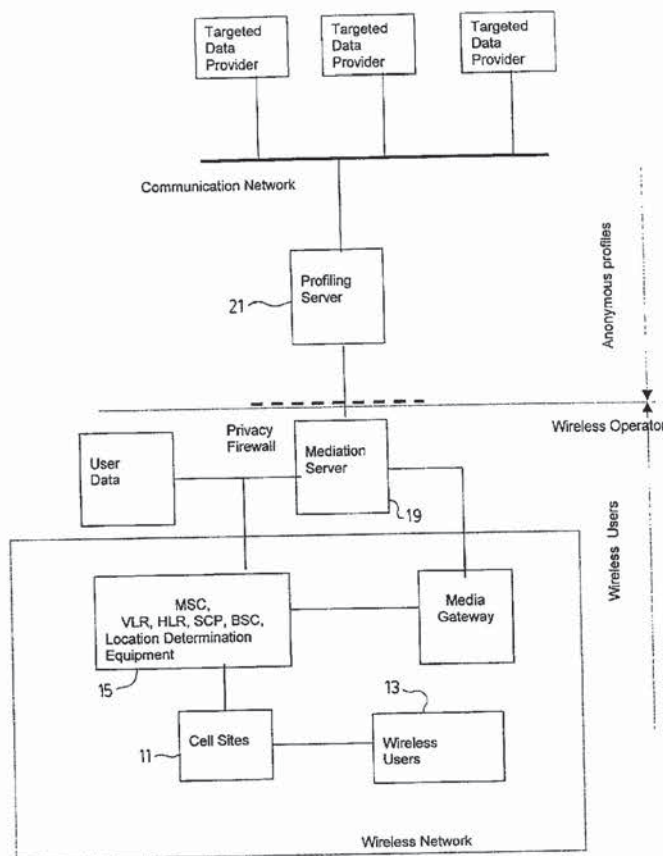 Targeted
Data
Provider
Targeted
Data
Provider
Targeted
Data
Provider
Communication Network
Profiling
Server
21
Anonymous profiles
Wireless Operator
Privacy
Firewall
Mediation
Server
19
User
Data
Wireless Users
MSC,
VLR, HLR, SCP, BSC,
Location Determination
Equipment
15
Media
Gateway
13
Cell Sites
11
Wireless
Users
Wireless Network